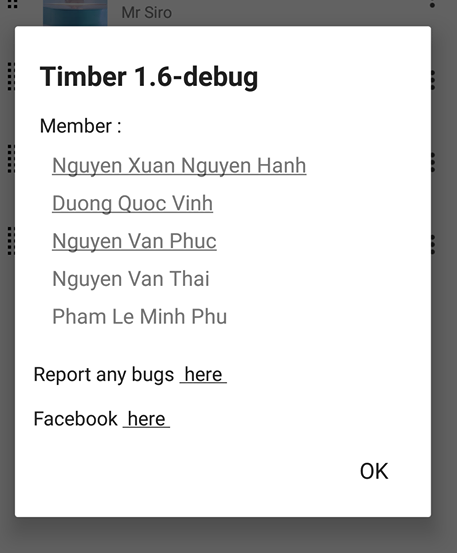 Mr Siro
Timber 1.6-debug
Member :
Nguyen Xuan Nguyen Hanh
Duong Quoc Vinh
Nguyen Van Phuc
Nguyen Van Thai
Pham Le Minh Phu
Report any bugs here
Facebook here
OK